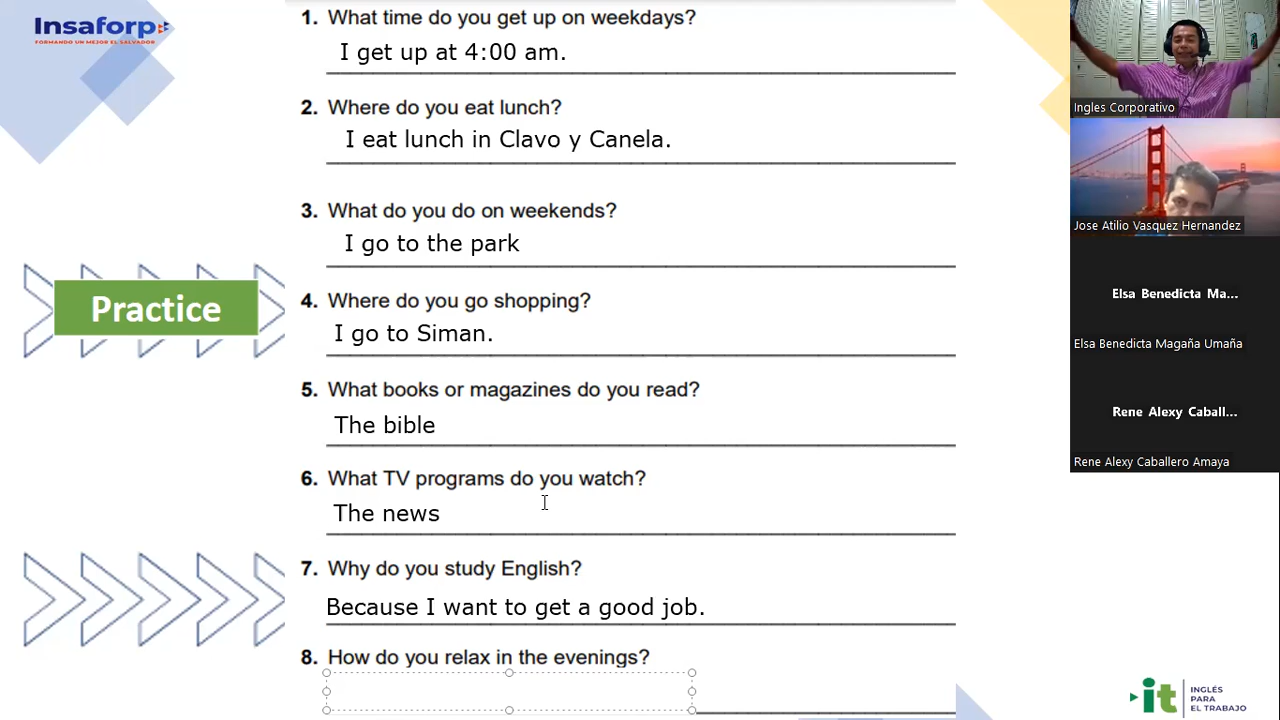 Insaforp
FORMANDO UN MEJOR EL SALVADOR
1. What time do you get up on weekdays?
I get up at 4:00 am.
2. Where do you eat lunch?
I eat lunch in Clavo y Canela.
3. What do you do on weekends?
I go to the park
4. Where do you go shopping?
I go to Siman.
5. What books or magazines do you read?
The bible
6. What TV programs do you watch?
The news
7. Why do you study English?
Because I want to get a good job.
8. How do you relax in the evenings?
Practice
Ingles Corporativo
Jose Atilio Vasquez Hernandez
Elsa Benedicta Ma...
Elsa Benedicta Magaña Umaña
Rene Alexy Caball...
Rene Alexy Caballero Amaya
it
INGLÉS
PARA
EL TRABAJO